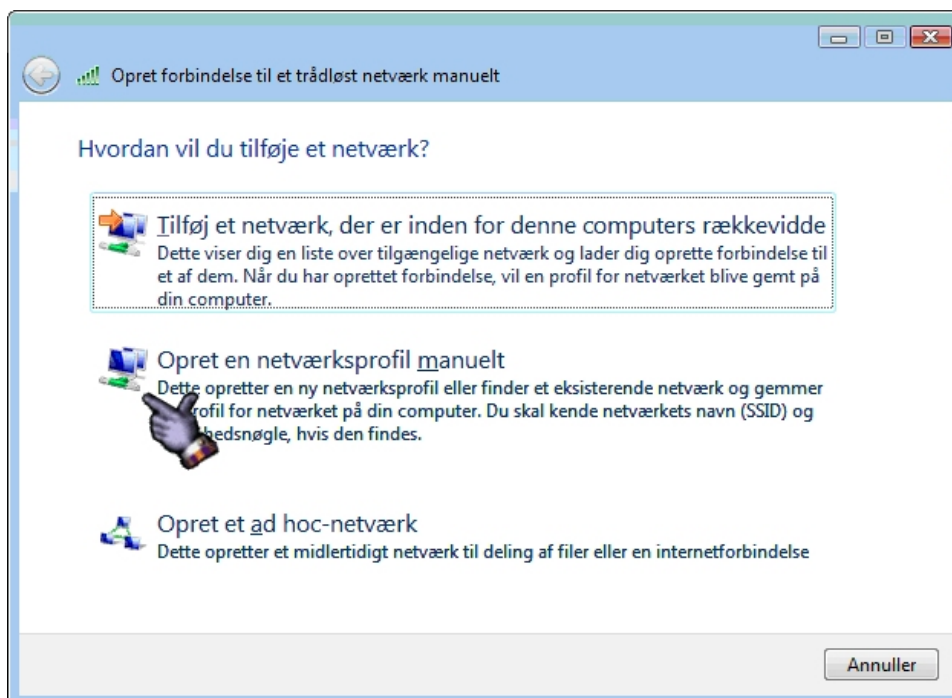 Opret forbindelse til et trådløst netværk manuelt
Hvordan vil du tilføje et netværk?
Tilføj et netværk, der er inden for denne computers rækkevidde
Dette viser dig en liste over tilgængelige netværk og lader dig oprette forbindelse til
et af dem. Når du har oprettet forbindelse, vil en profil for netværket blive gemt på
din computer.
Opret en netværksprofil manuelt
Dette opretter en ny netværksprofil eller finder et eksisterende netværk og gemmer
for netværket på din computer. Du skal kende netværkets navn (SSID) og
hvis den findes.
Opret et ad hoc-netværk
Dette opretter et midlertidigt netværk til deling af filer eller en internetforbindelse
Annuller